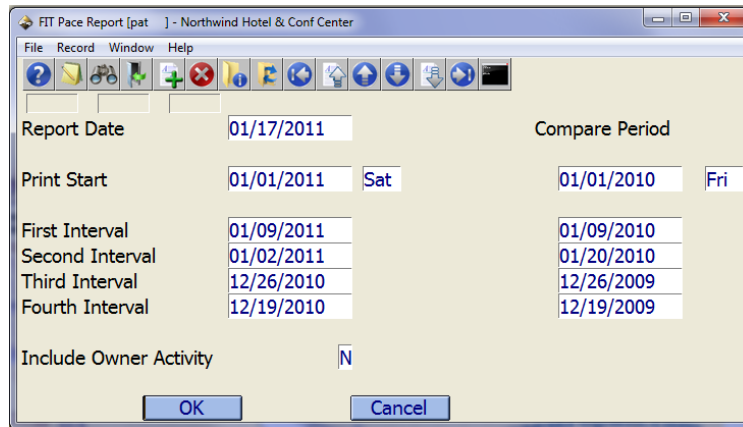 FIT Pace Report [pat ] - Northwind Hotel & Conf Center
File Record Window Help
Report Date 01/17/2011 Compare Period
Print Start 01/01/2011 Sat 01/01/2010 Fri
First Interval 01/09/2011 01/09/2010
Second Interval 01/02/2011 01/20/2010
Third Interval 12/26/2010 12/26/2009
Fourth Interval 12/19/2010 12/19/2009
Include Owner Activity N
OK Cancel